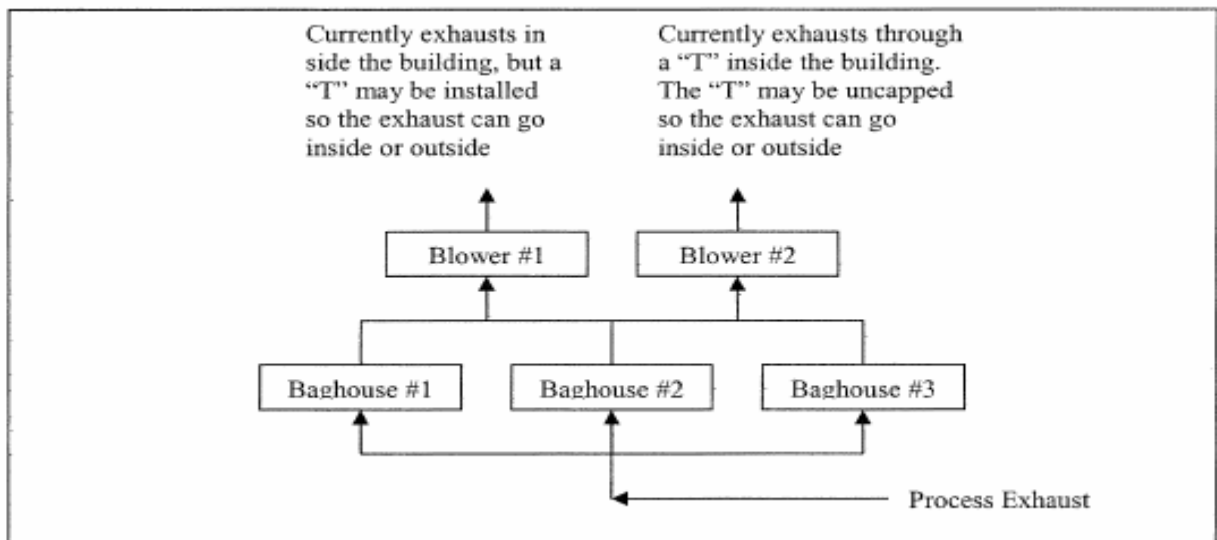 Currently exhausts in
side the building, but a
“T” may be installed
so the exhaust can go
inside or outside
Currently exhausts through
a “T” inside the building.
The “T” may be uncapped
so the exhaust can go
inside or outside
Blower #1
Blower #2
Baghouse #1
Baghouse #2
Baghouse #3
Process Exhaust